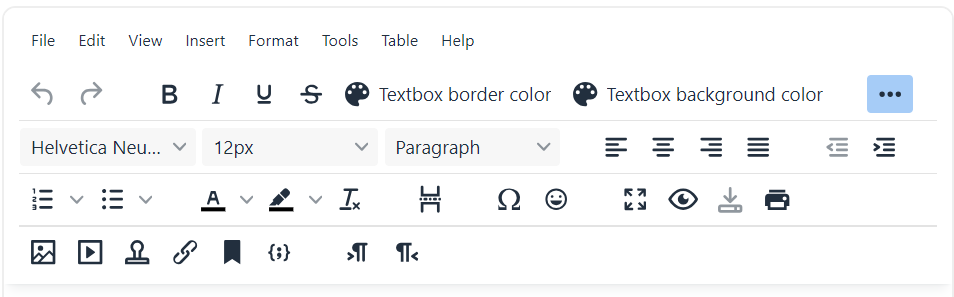 File Edit View Insert Format Tools Table Help
B I U S Textbox border color Textbox background color
Helvetica Neu... 12px Paragraph